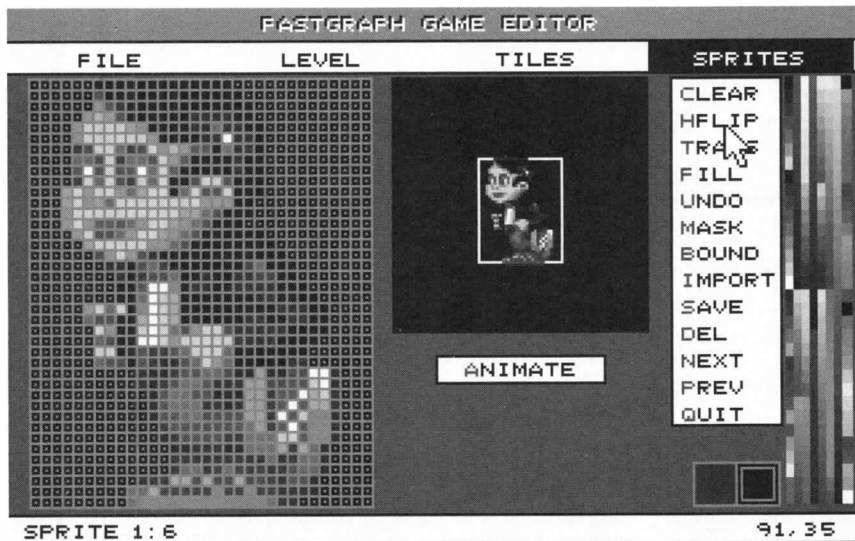 FASTGRAPH GAME EDITOR
FILE LEVEL TILES SPRITES
CLEAR
HFLIP
TRANS
FILL
UNDO
MASK
BOUND
IMPORT
SAVE
DEL
NEXT
PREV
QUIT
ANIMATE
SPRITE 1:6 91,35